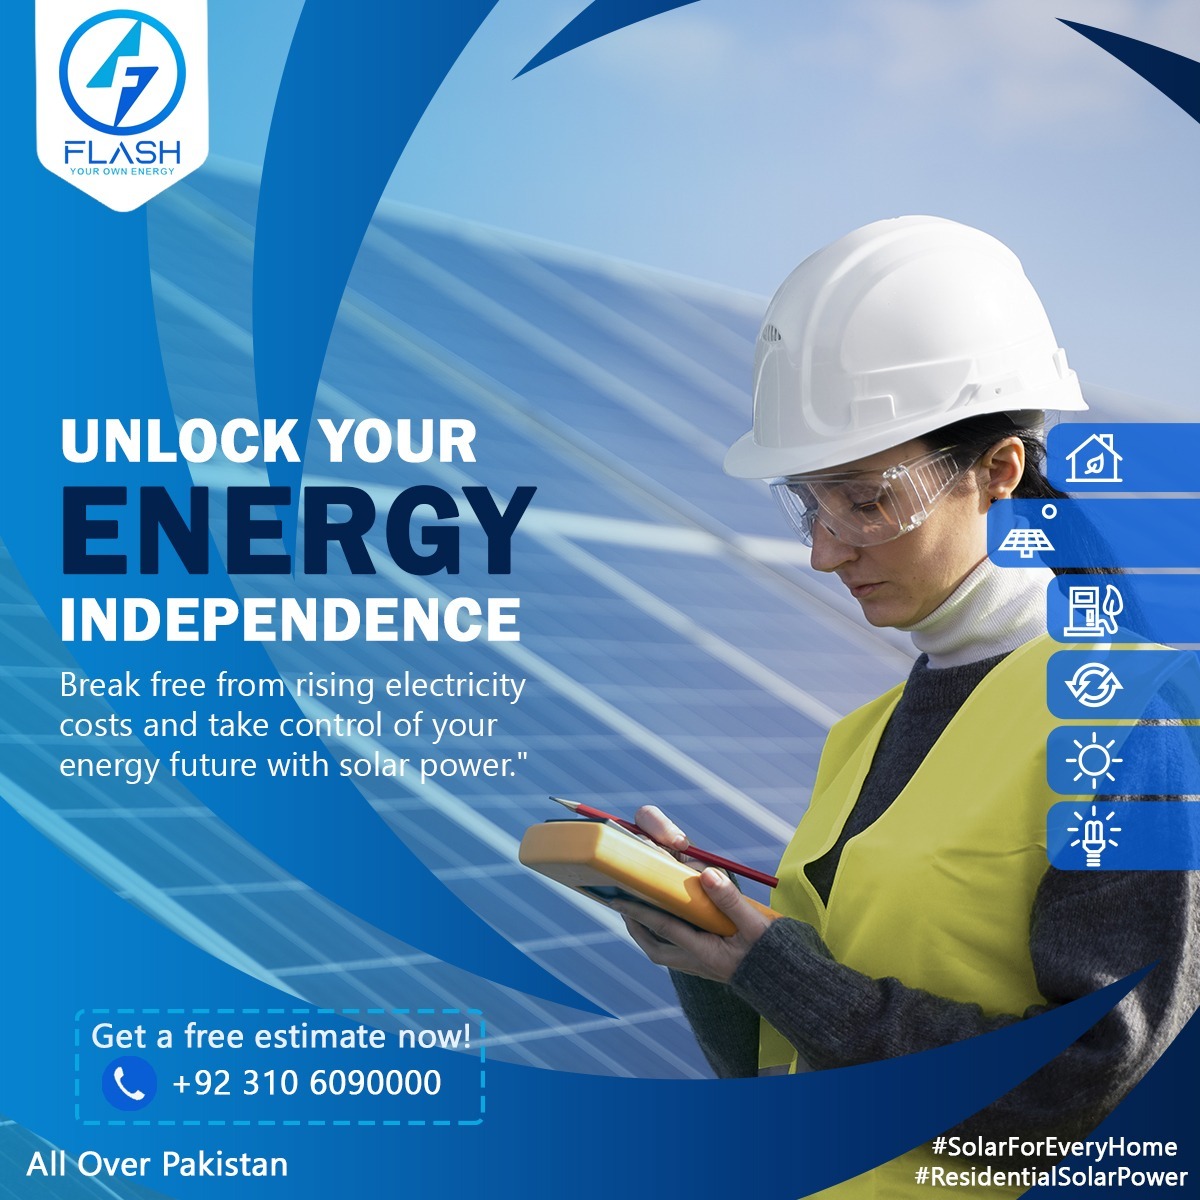 FLASH
YOUR OWN ENERGY
UNLOCK YOUR
ENERGY
INDEPENDENCE
Break free from rising electricity
costs and take control of your
energy future with solar power."
Get a free estimate now!
+92 310 6090000
All Over Pakistan
#SolarForEveryHome
#ResidentialSolarPower